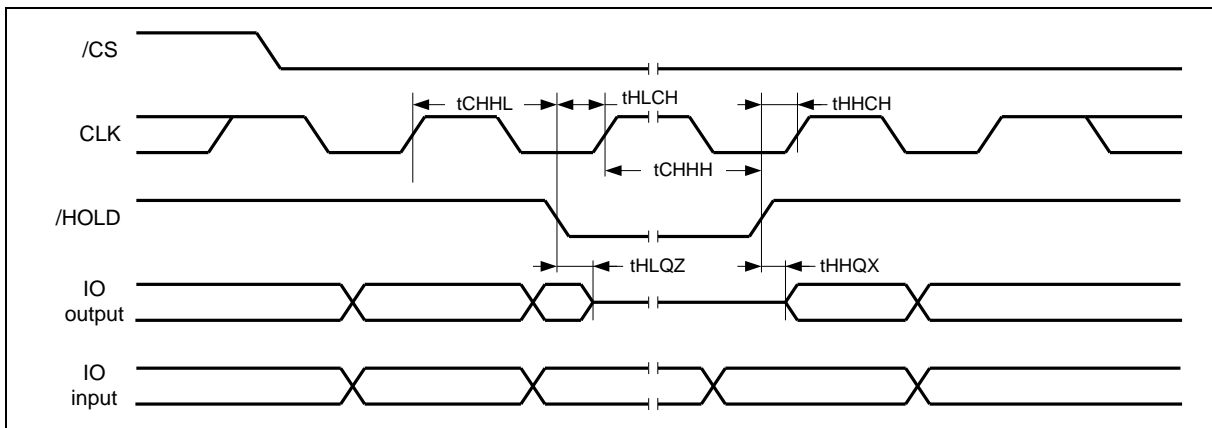 /CS
tCHHL
tHLCH
tHHCH
CLK
tCHHH
/HOLD
tHLQZ
tHHQX
IO
output
IO
input